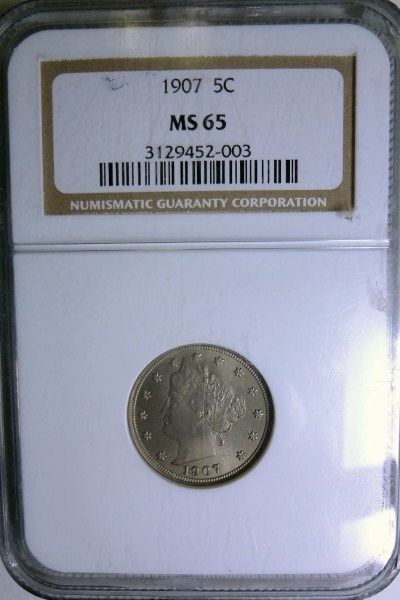 1907 5C
MS 65
3129452-003
NUMISMATIC GUARANTY CORPORATION
1907